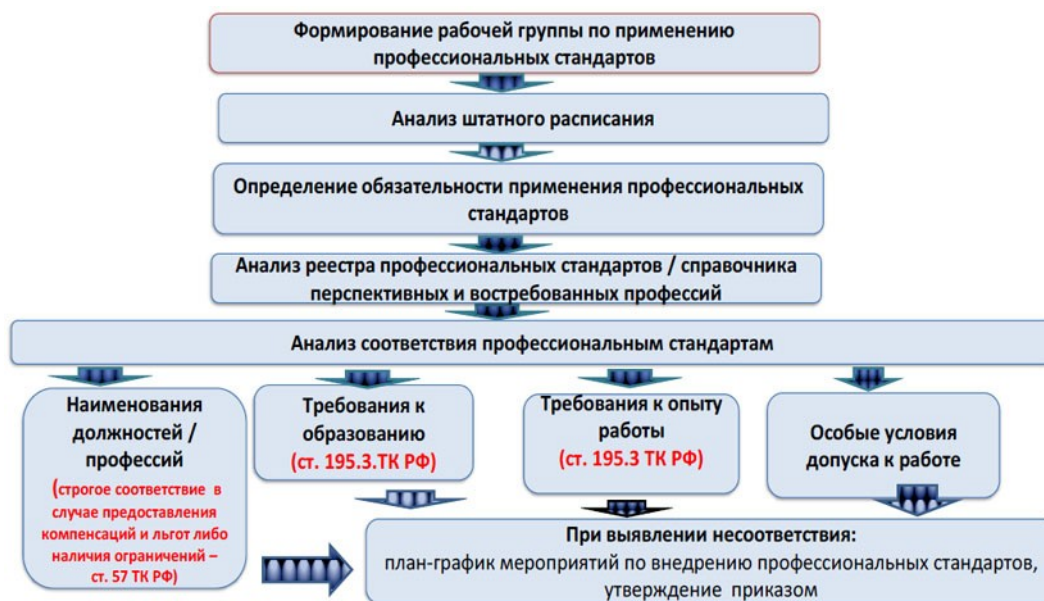 Формирование рабочей группы по применению
профессиональных стандартов
Анализ штатного расписания
Определение обязательности применения профессиональных
стандартов
Анализ реестра профессиональных стандартов / справочника
перспективных и востребованных профессий
Анализ соответствия профессиональным стандартам
Наименования
должностей /
профессий
(строгое соответствие в
случае предоставления
компенсаций и льгот либо
наличия ограничений –
ст. 57 ТК РФ)
Требования к
образованию
(ст. 195.3.ТК РФ)
Требования к опыту
работы
(ст. 195.3 ТК РФ)
Особые условия
допуска к работе
При выявлении несоответствия:
план-график мероприятий по внедрению профессиональных стандартов,
утверждение приказом